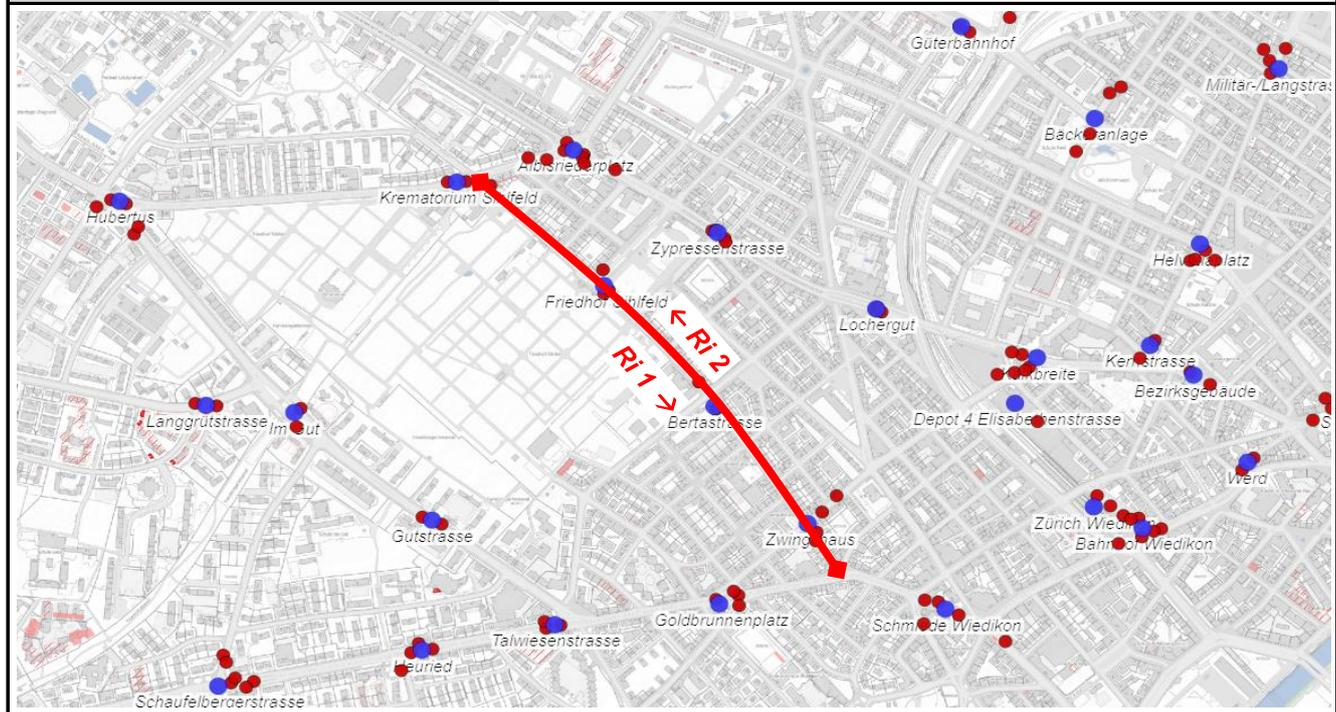 Güterbahnhof
Militär-/Langstras
Bäckeranlage
Albisriederplatz
Krematorium Sihlfeld
Hubertus
Zypressenstrasse
Helvetiaplatz
Friedhof Sihlfeld
Lochergut
← Ri 2
Ri 1 →
Kernstrasse
Kalkbreite
Bezirksgebäude
Langgrütstrasse
Im Gut
Bertastrasse
Depot 4 Elisabethenstrasse
S
Werd
Gutstrasse
Zwinglihaus
Zürich Wiedikon
Bahnhof Wiedikon
Goldbrunnenplatz
Schmiede Wiedikon
Talwiesenstrasse
Heuried
Schaufelbergerstrasse